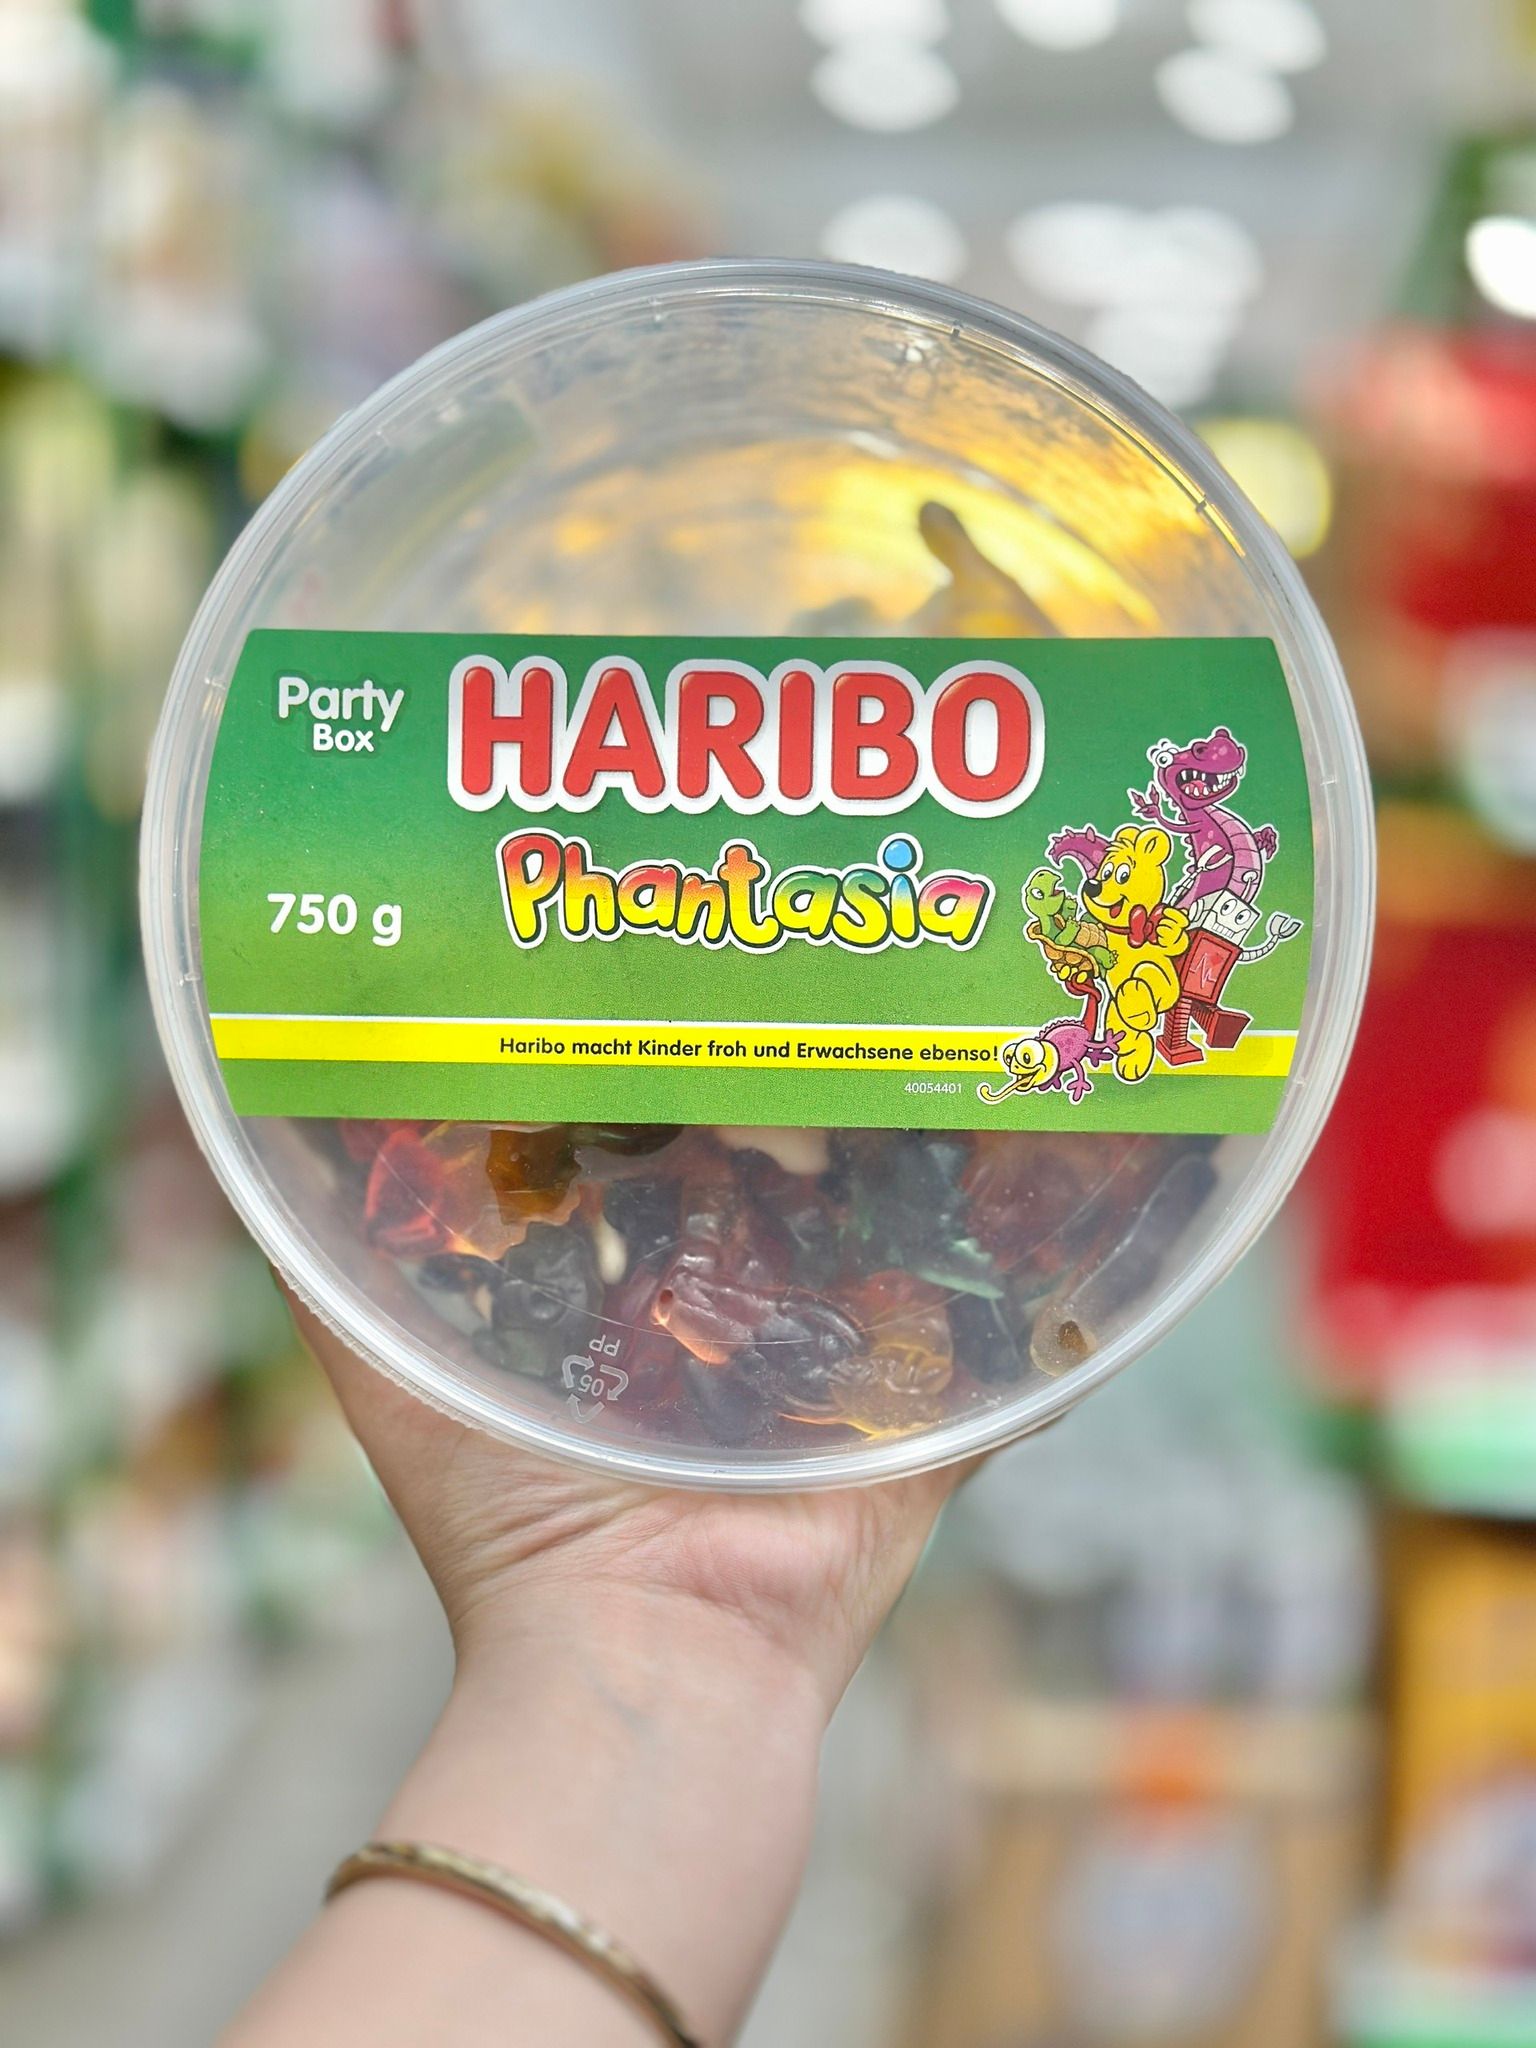 Party
Box
HARIBO
Phantasia
750 g
Haribo macht Kinder froh und Erwachsene ebenso!
40054401
PP
05